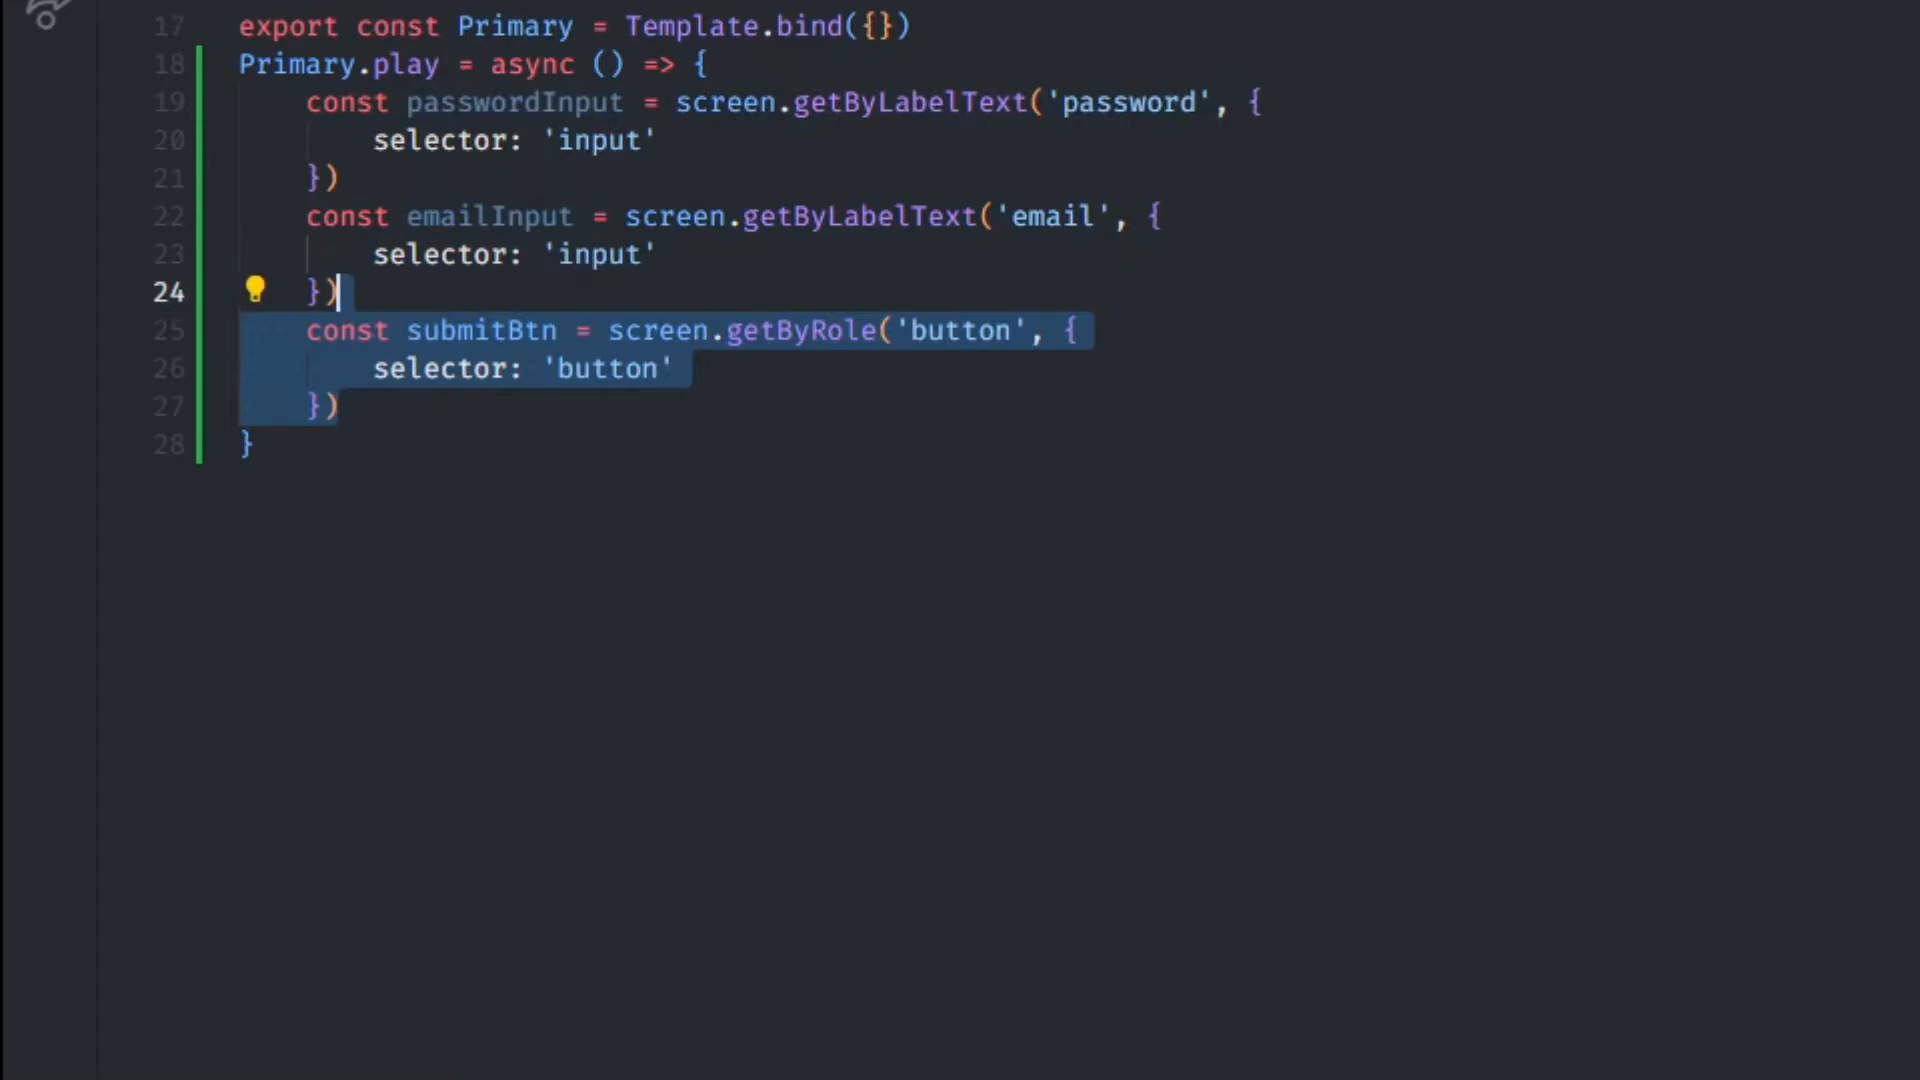 17 export const Primary = Template.bind({})
18 Primary.play = async () => {
19 const passwordInput = screen.getByLabelText('password', {
20 selector: 'input'
21 })
22 const emailInput = screen.getByLabelText('email', {
23 selector: 'input'
24 })
25 const submitBtn = screen.getByRole('button', {
26 selector: 'button'
27 })
28 }